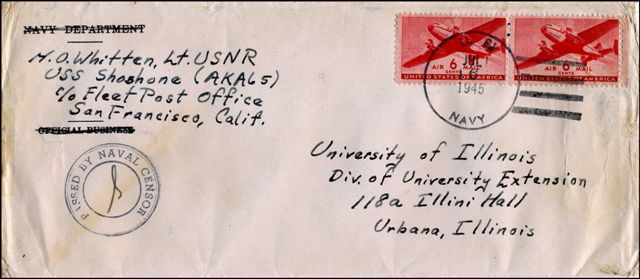 NAVY DEPARTMENT
M.O. Whitten, Lt. USNR
USS Shoshone (AKA65)
c/o Fleet Post Office
San Francisco, Calif.
OFFICIAL BUSINESS
PASSED BY NAVAL CENSOR
AIR 6 MAIL
CENTS
UNITED STATES OF AMERICA
AIR 6 MAIL
CENTS
UNITED STATES OF AMERICA
JUL
1945
NAVY
University of Illinois
Div. of University Extension
118a Illini Hall
Urbana, Illinois